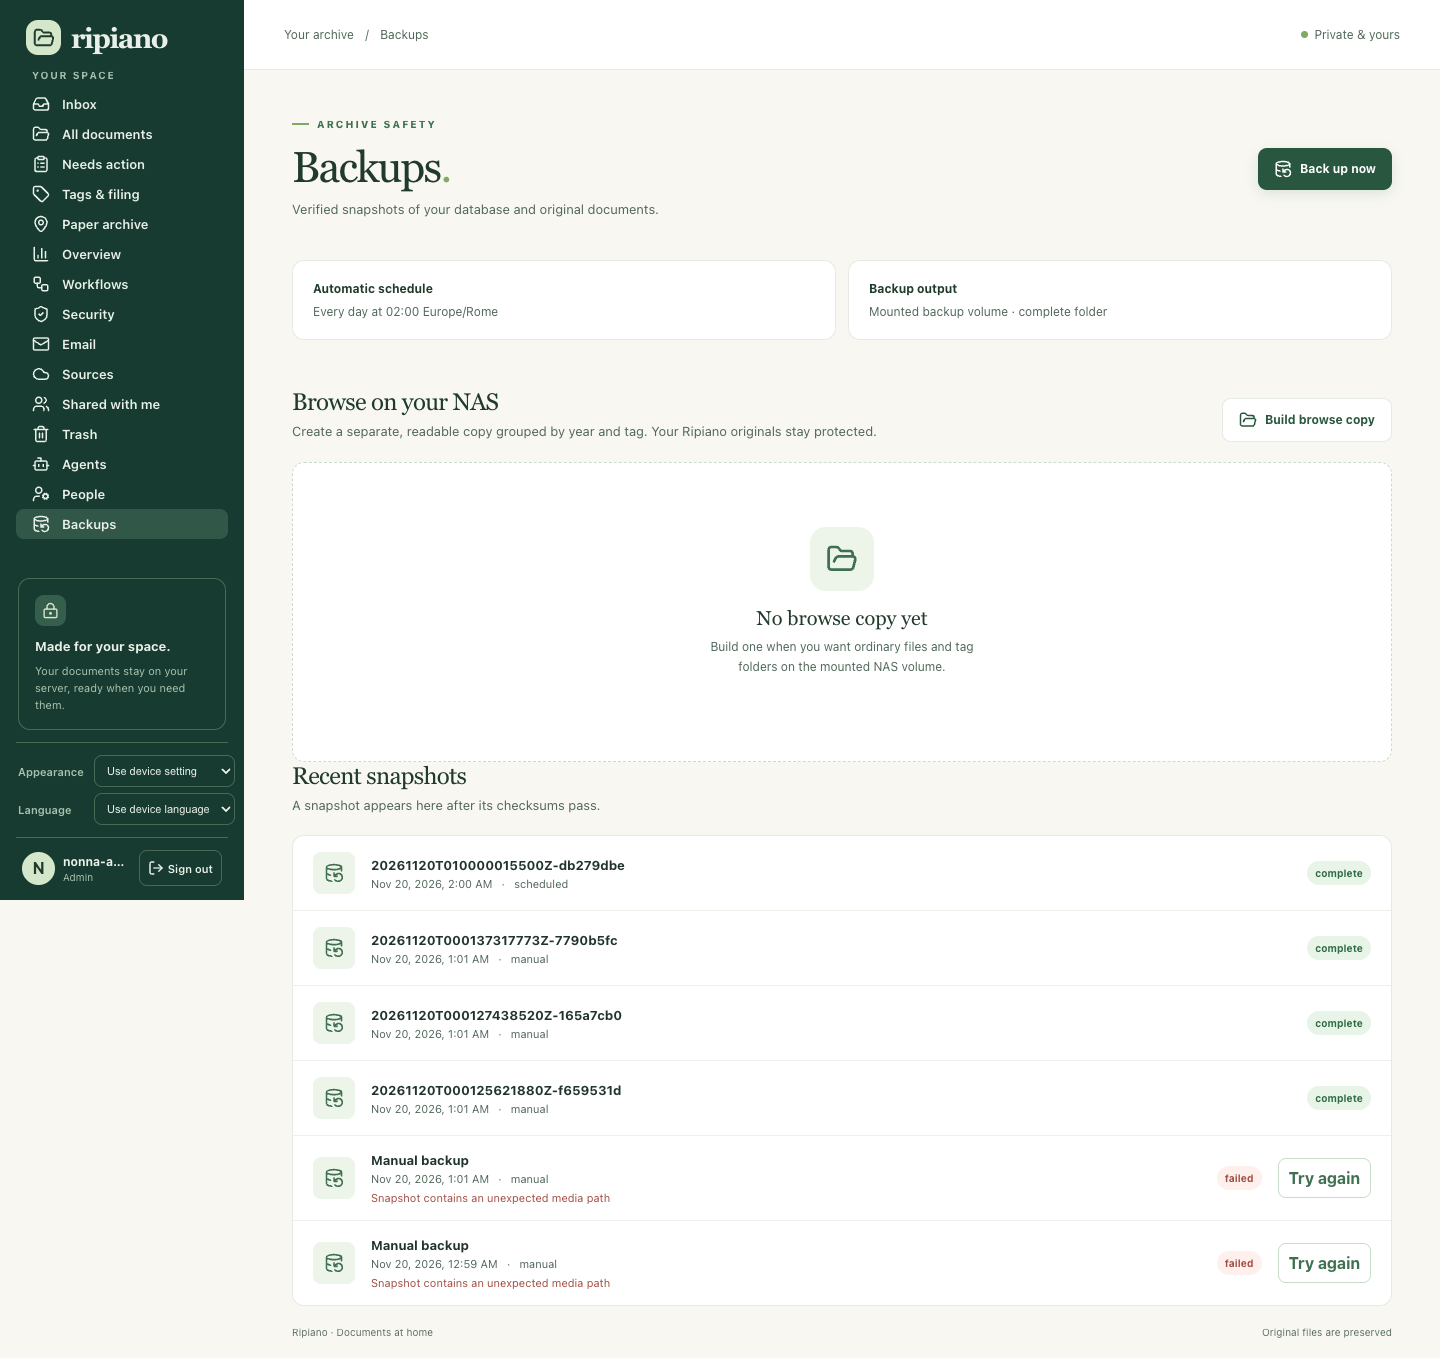 ripiano
YOUR SPACE
Inbox
All documents
Needs action
Tags & filing
Paper archive
Overview
Workflows
Security
Email
Sources
Shared with me
Trash
Agents
People
Backups
Made for your space.
Your documents stay on your
server, ready when you need
them.
Appearance Use device setting
Language Use device language
N
nonna-a...
Admin
Sign out
Your archive / Backups
Private & yours
ARCHIVE SAFETY
Backups.
Verified snapshots of your database and original documents.
Back up now
Automatic schedule
Every day at 02:00 Europe/Rome
Backup output
Mounted backup volume · complete folder
Browse on your NAS
Create a separate, readable copy grouped by year and tag. Your Ripiano originals stay protected.
Build browse copy
No browse copy yet
Build one when you want ordinary files and tag
folders on the mounted NAS volume.
Recent snapshots
A snapshot appears here after its checksums pass.
20261120T010000015500Z-db279dbe
Nov 20, 2026, 2:00 AM · scheduled
complete
20261120T000137317773Z-7790b5fc
Nov 20, 2026, 1:01 AM · manual
complete
20261120T000127438520Z-165a7cb0
Nov 20, 2026, 1:01 AM · manual
complete
20261120T000125621880Z-f659531d
Nov 20, 2026, 1:01 AM · manual
complete
Manual backup
Nov 20, 2026, 1:01 AM · manual
Snapshot contains an unexpected media path
failed
Try again
Manual backup
Nov 20, 2026, 12:59 AM · manual
Snapshot contains an unexpected media path
failed
Try again
Ripiano · Documents at home
Original files are preserved